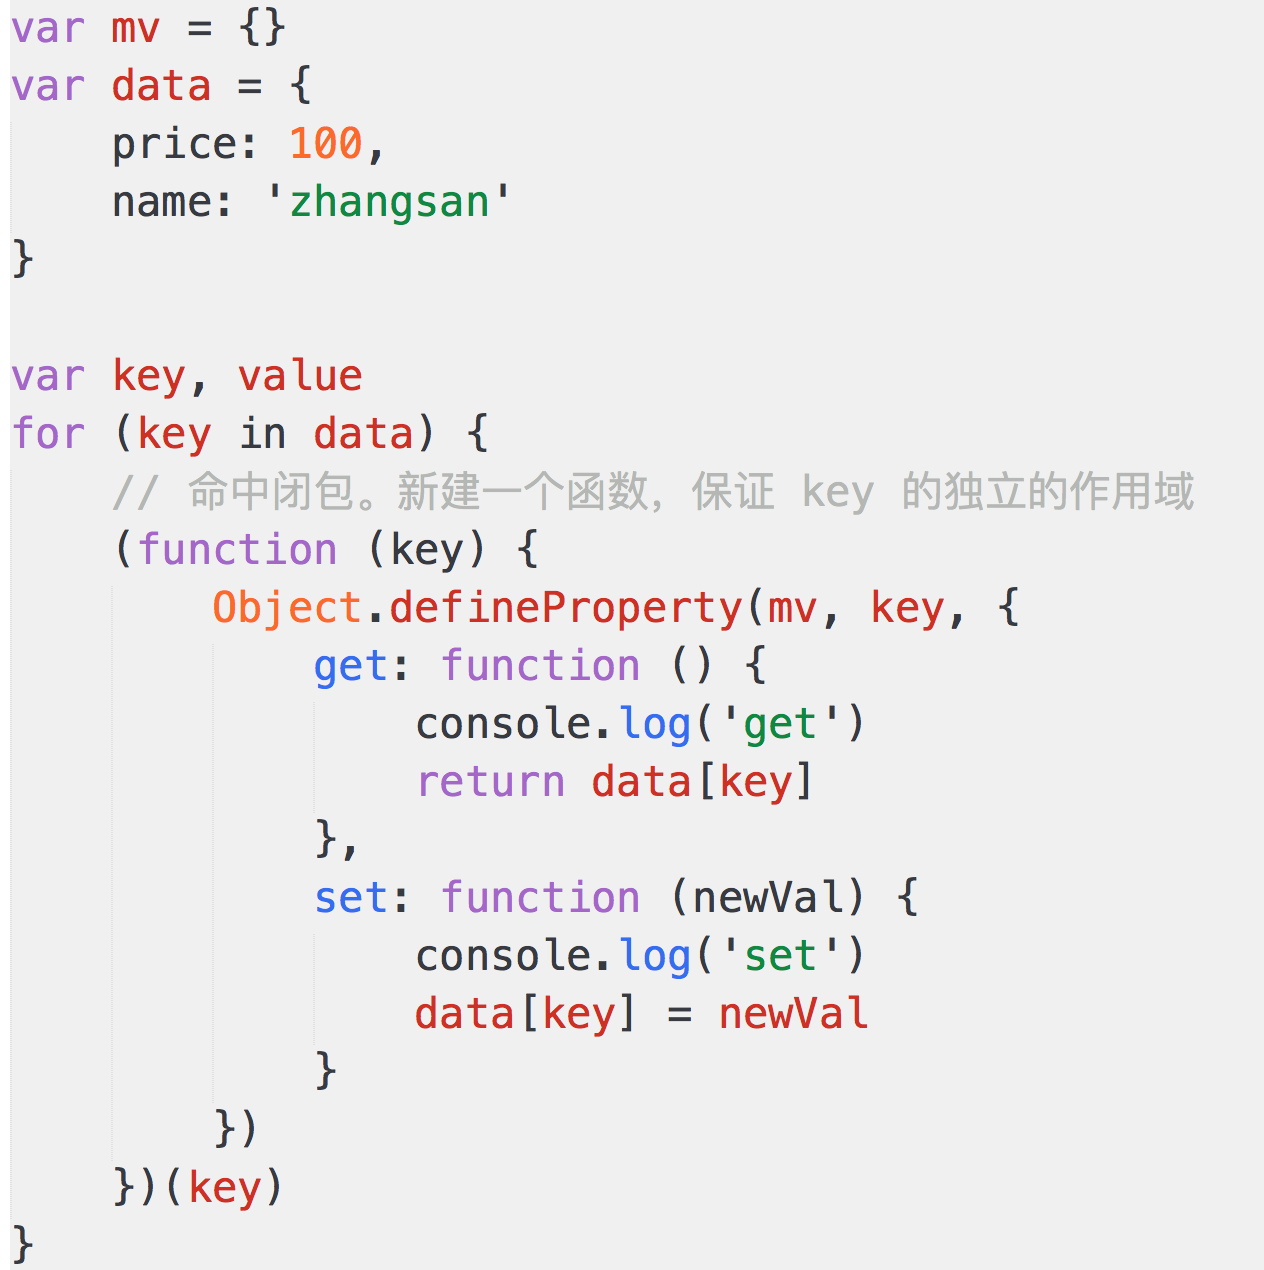 var mv = {}
var data = {
    price: 100,
    name: 'zhangsan'
}

var key, value
for (key in data) {
    // 命中闭包。新建一个函数，保证 key 的独立的作用域
    (function (key) {
        Object.defineProperty(mv, key, {
            get: function () {
                console.log('get')
                return data[key]
            },
            set: function (newVal) {
                console.log('set')
                data[key] = newVal
            }
        })
    })(key)
}